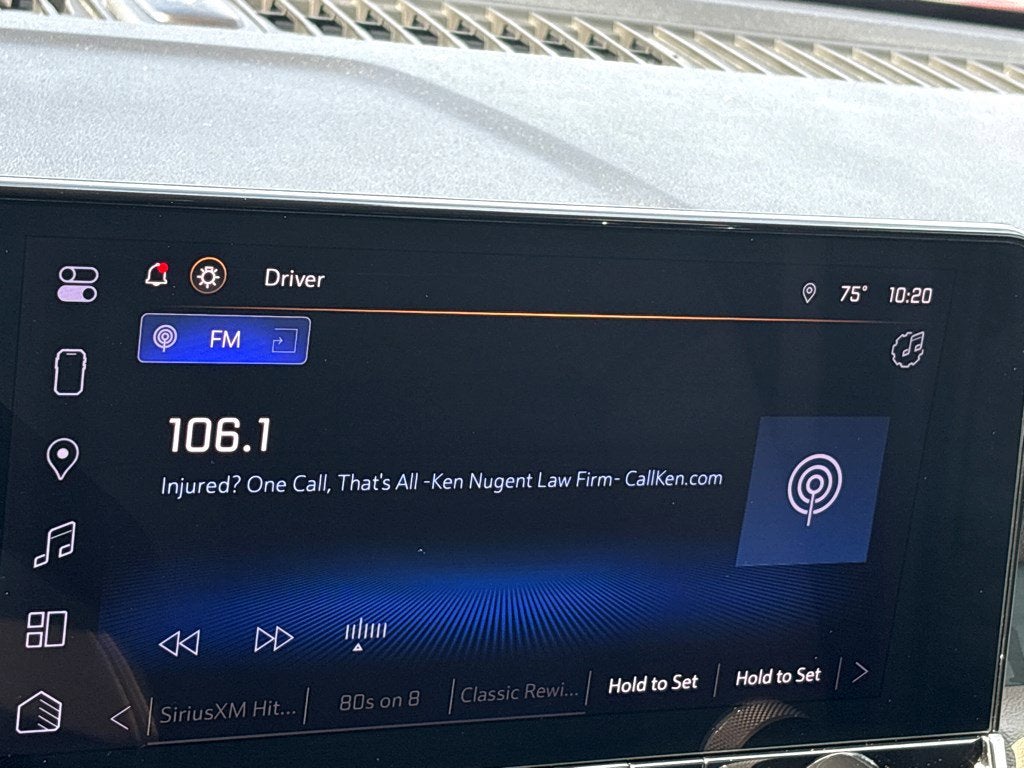 Driver
75° 10:20
FM
106.1
Injured? One Call, That's All -Ken Nugent Law Firm- CallKen.com
SiriusXM Hit... 80s on 8 Classic Rewi... Hold to Set Hold to Set